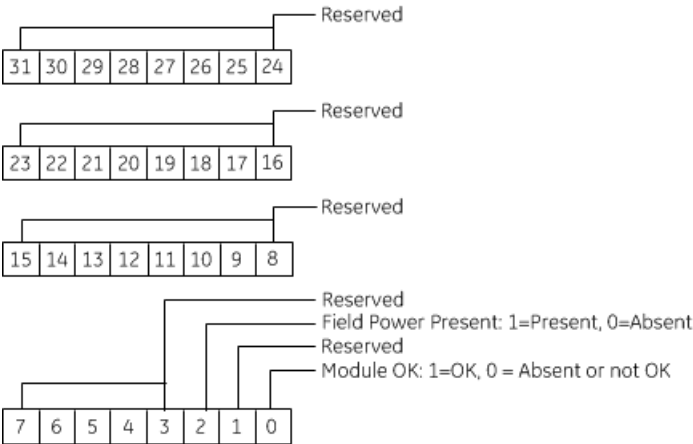 Reserved
31 30 29 28 27 26 25 24
Reserved
23 22 21 20 19 18 17 16
Reserved
15 14 13 12 11 10 9 8
Reserved
Field Power Present: 1=Present, 0=Absent
Reserved
Module OK: 1=OK, 0 = Absent or not OK
7 6 5 4 3 2 1 0